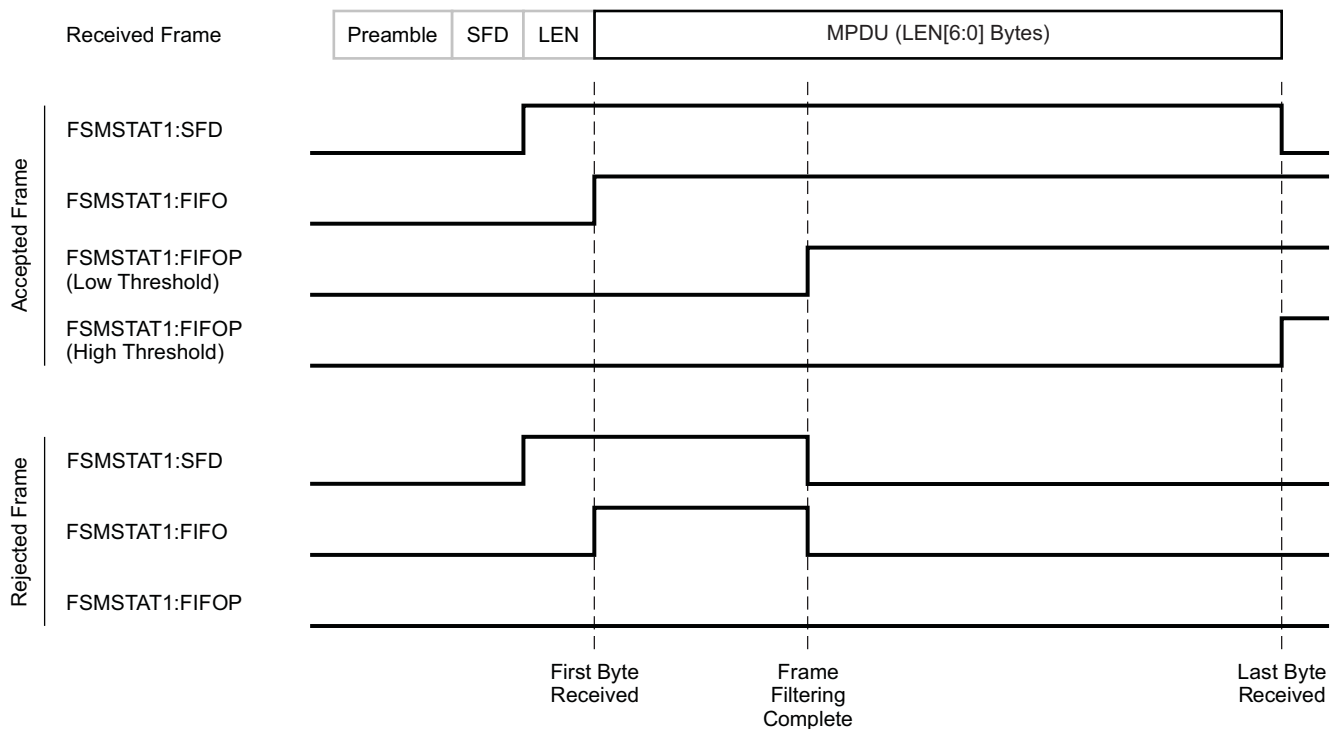 Received Frame
Preamble
SFD
LEN
MPDU (LEN[6:0] Bytes)
Accepted Frame
FSMSTAT1:SFD
FSMSTAT1:FIFO
FSMSTAT1:FIFOP
(Low Threshold)
FSMSTAT1:FIFOP
(High Threshold)
Rejected Frame
FSMSTAT1:SFD
FSMSTAT1:FIFO
FSMSTAT1:FIFOP
First Byte
Received
Frame
Filtering
Complete
Last Byte
Received